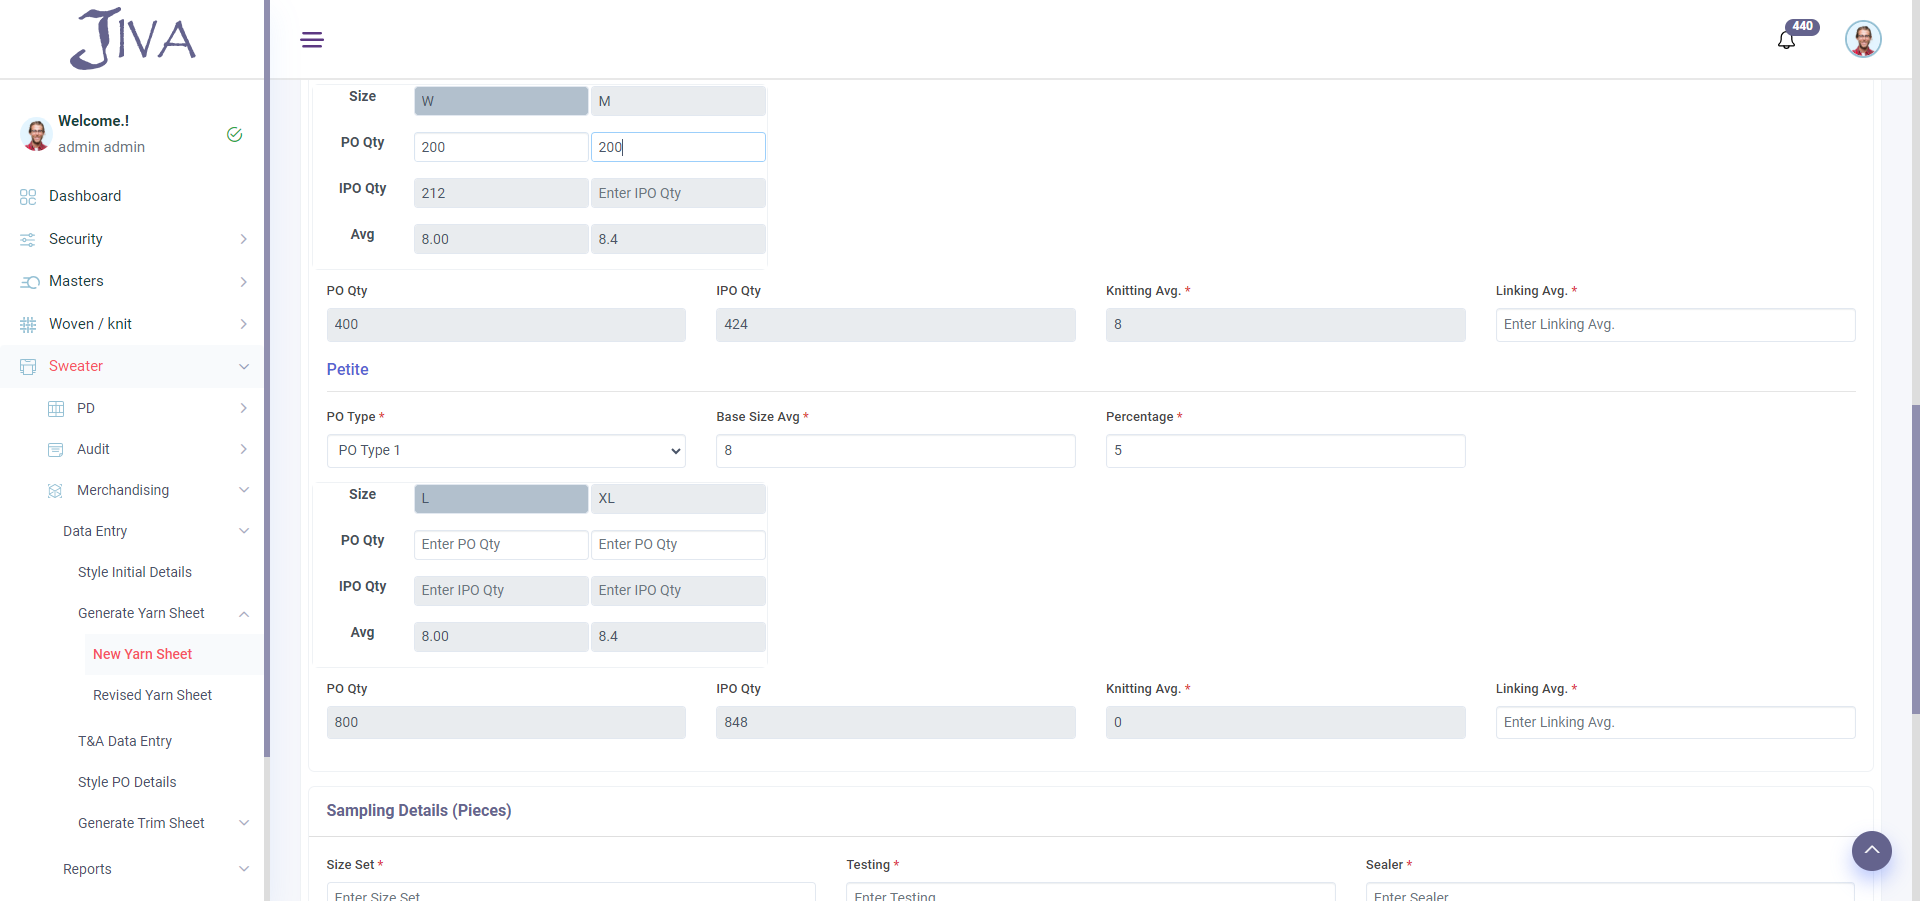 JIVA
440
Welcome.!
admin admin
Dashboard
Security
Masters
Woven / knit
Sweater
PD
Audit
Merchandising
Data Entry
Style Initial Details
Generate Yarn Sheet
New Yarn Sheet
Revised Yarn Sheet
T&A Data Entry
Style PO Details
Generate Trim Sheet
Reports
Size W M
PO Qty 200 200
IPO Qty 212 Enter IPO Qty
Avg 8.00 8.4
PO Qty IPO Qty Knitting Avg. * Linking Avg. *
400 424 8 Enter Linking Avg.
Petite
PO Type * Base Size Avg * Percentage *
PO Type 1 8 5
Size L XL
PO Qty Enter PO Qty Enter PO Qty
IPO Qty Enter IPO Qty Enter IPO Qty
Avg 8.00 8.4
PO Qty IPO Qty Knitting Avg. * Linking Avg. *
800 848 0 Enter Linking Avg.
Sampling Details (Pieces)
Size Set * Testing * Sealer *
Enter Size Set Enter Testing Enter Sealer